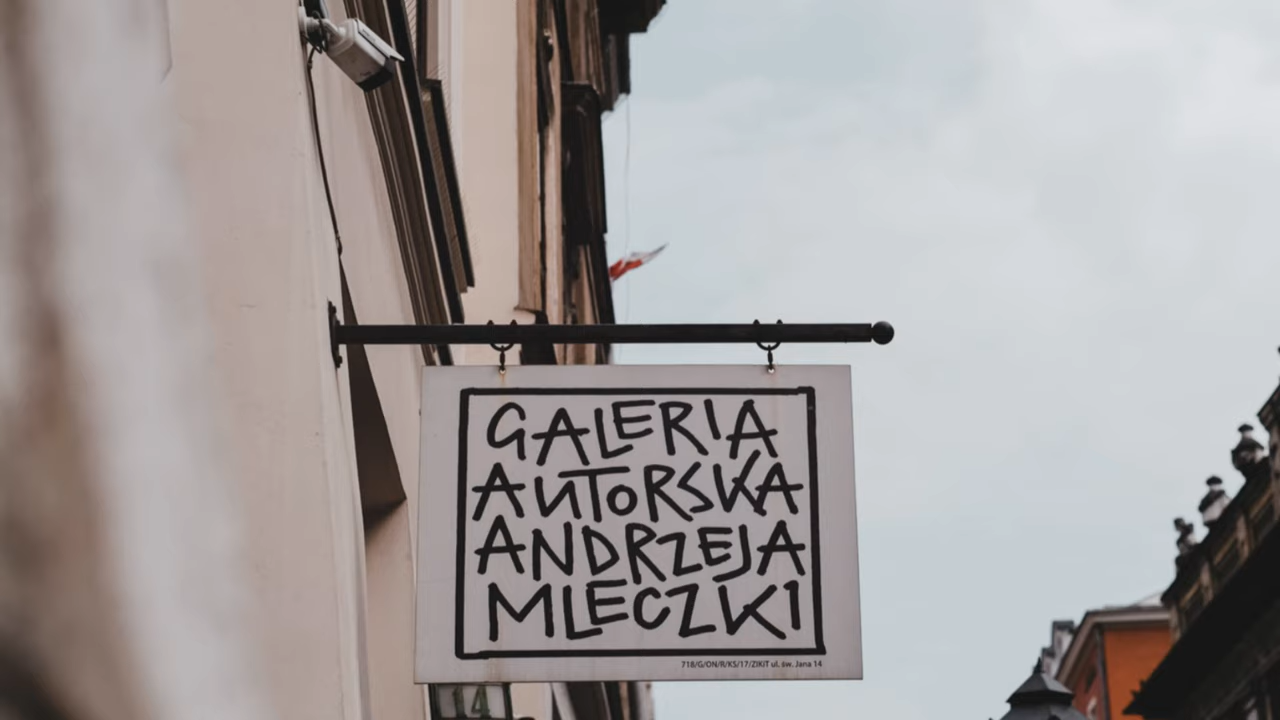 GALERIA
AUTORSKA
ANDRZEJA
MLECZKI
718/G/ON/R/KS/17/ZIKiT ul. św. Jana 14
14